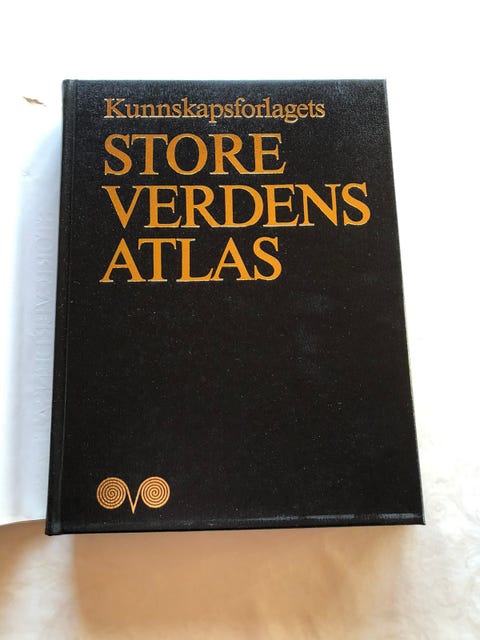 Kunnskapsforlagets
STORE
VERDENS
ATLAS